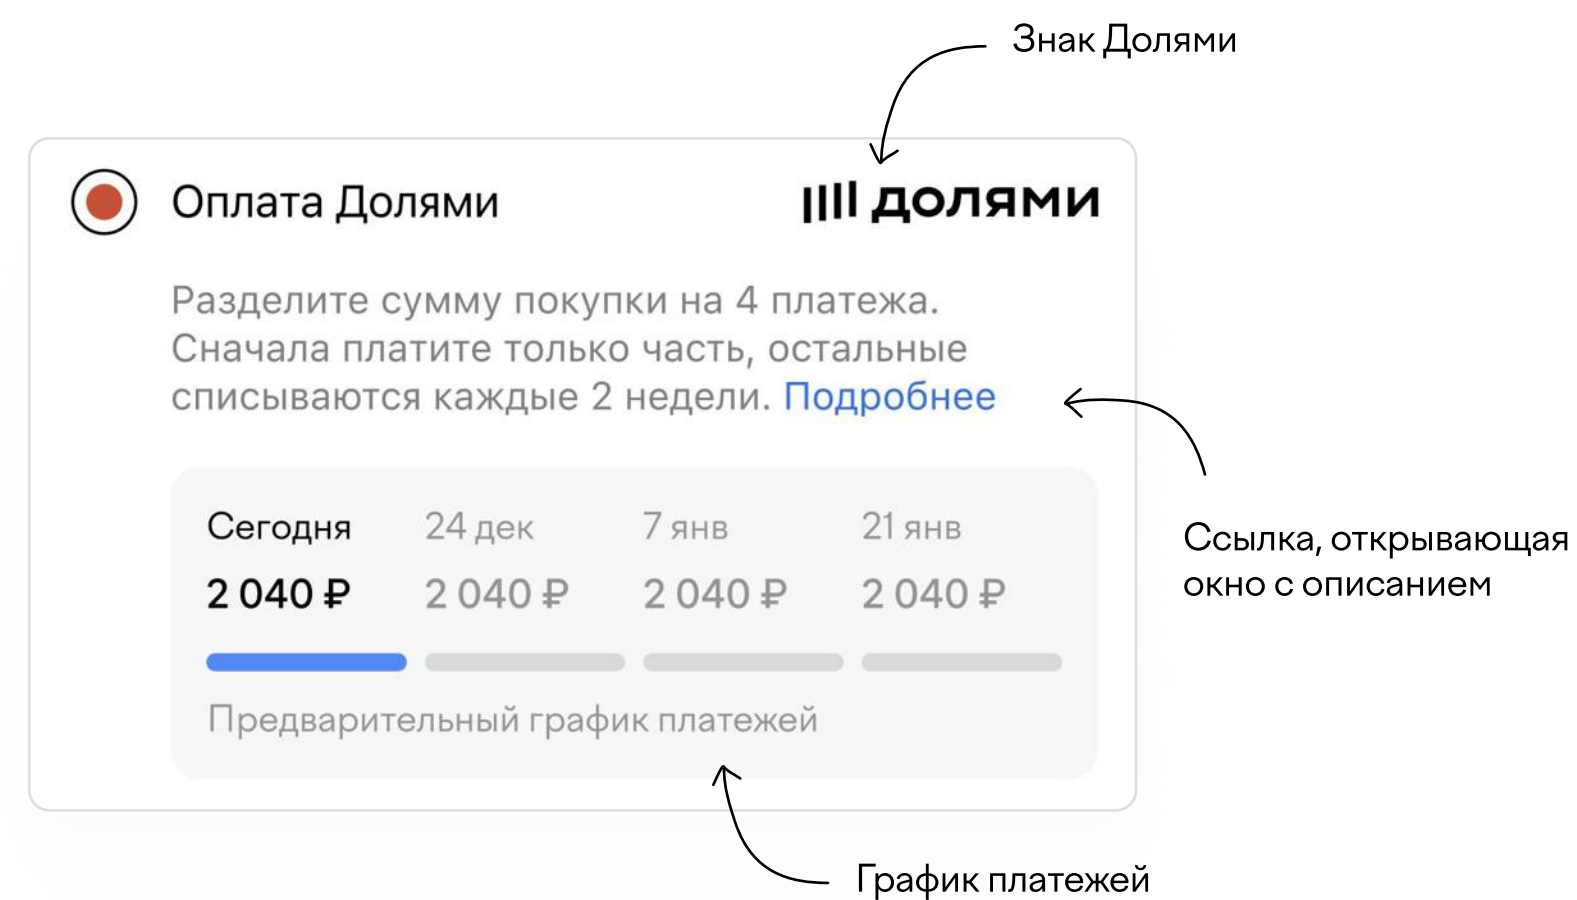 Знак Долями
Оплата Долями
долями
Разделите сумму покупки на 4 платежа.
Сначала платите только часть, остальные
списываются каждые 2 недели. Подробнее
Сегодня 24 дек 7 янв 21 янв
2 040 ₽ 2 040 ₽ 2 040 ₽ 2 040 ₽
Предварительный график платежей
Ссылка, открывающая
окно с описанием
График платежей